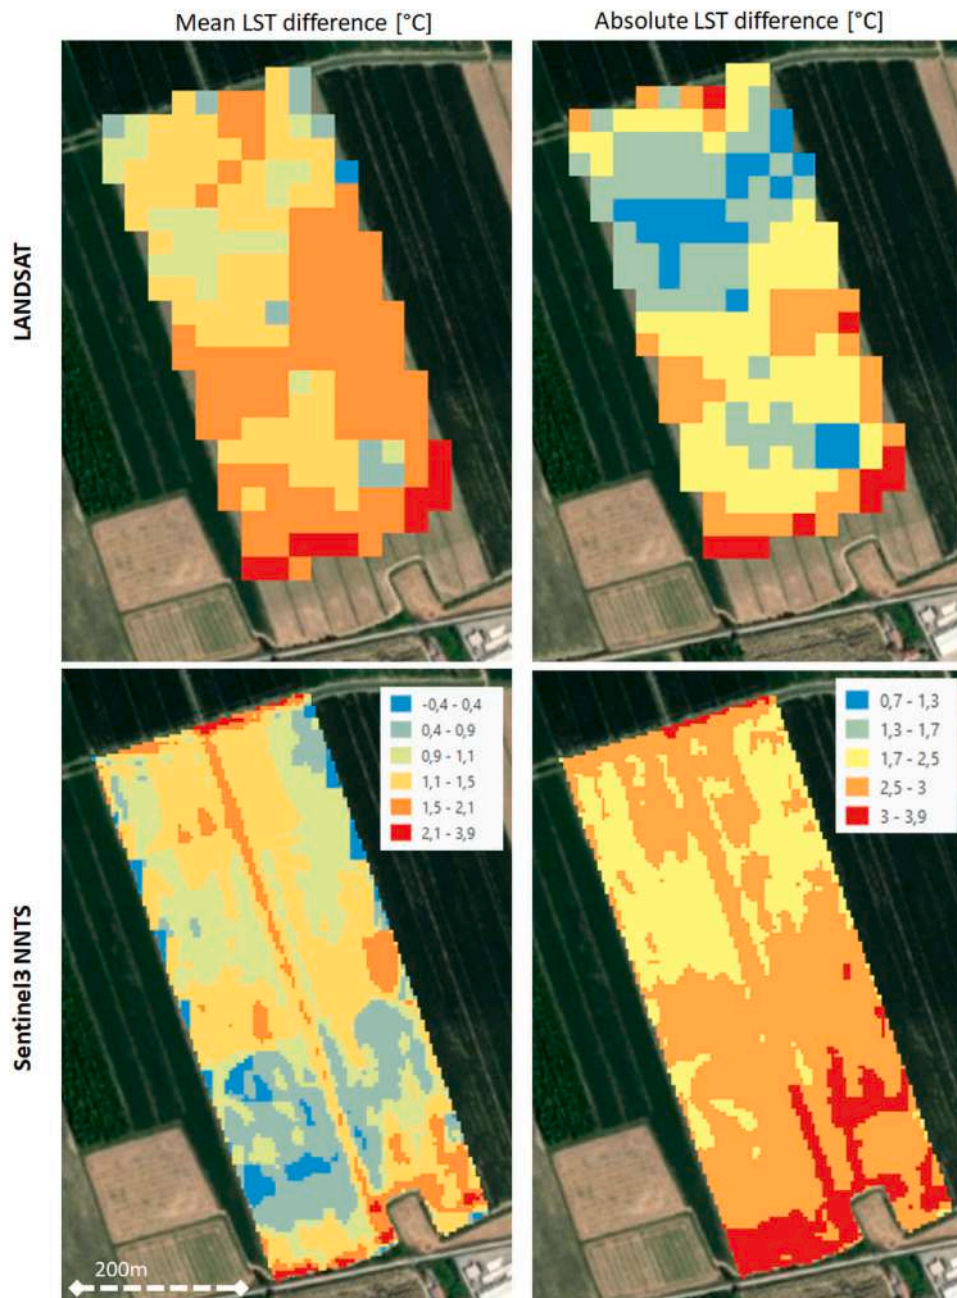 Mean LST difference [°C]
Absolute LST difference [°C]
LANDSAT
Sentinel3 NNTS
-0,4 - 0,4
0,4 - 0,9
0,9 - 1,1
1,1 - 1,5
1,5 - 2,1
2,1 - 3,9
0,7 - 1,3
1,3 - 1,7
1,7 - 2,5
2,5 - 3
3 - 3,9
200m